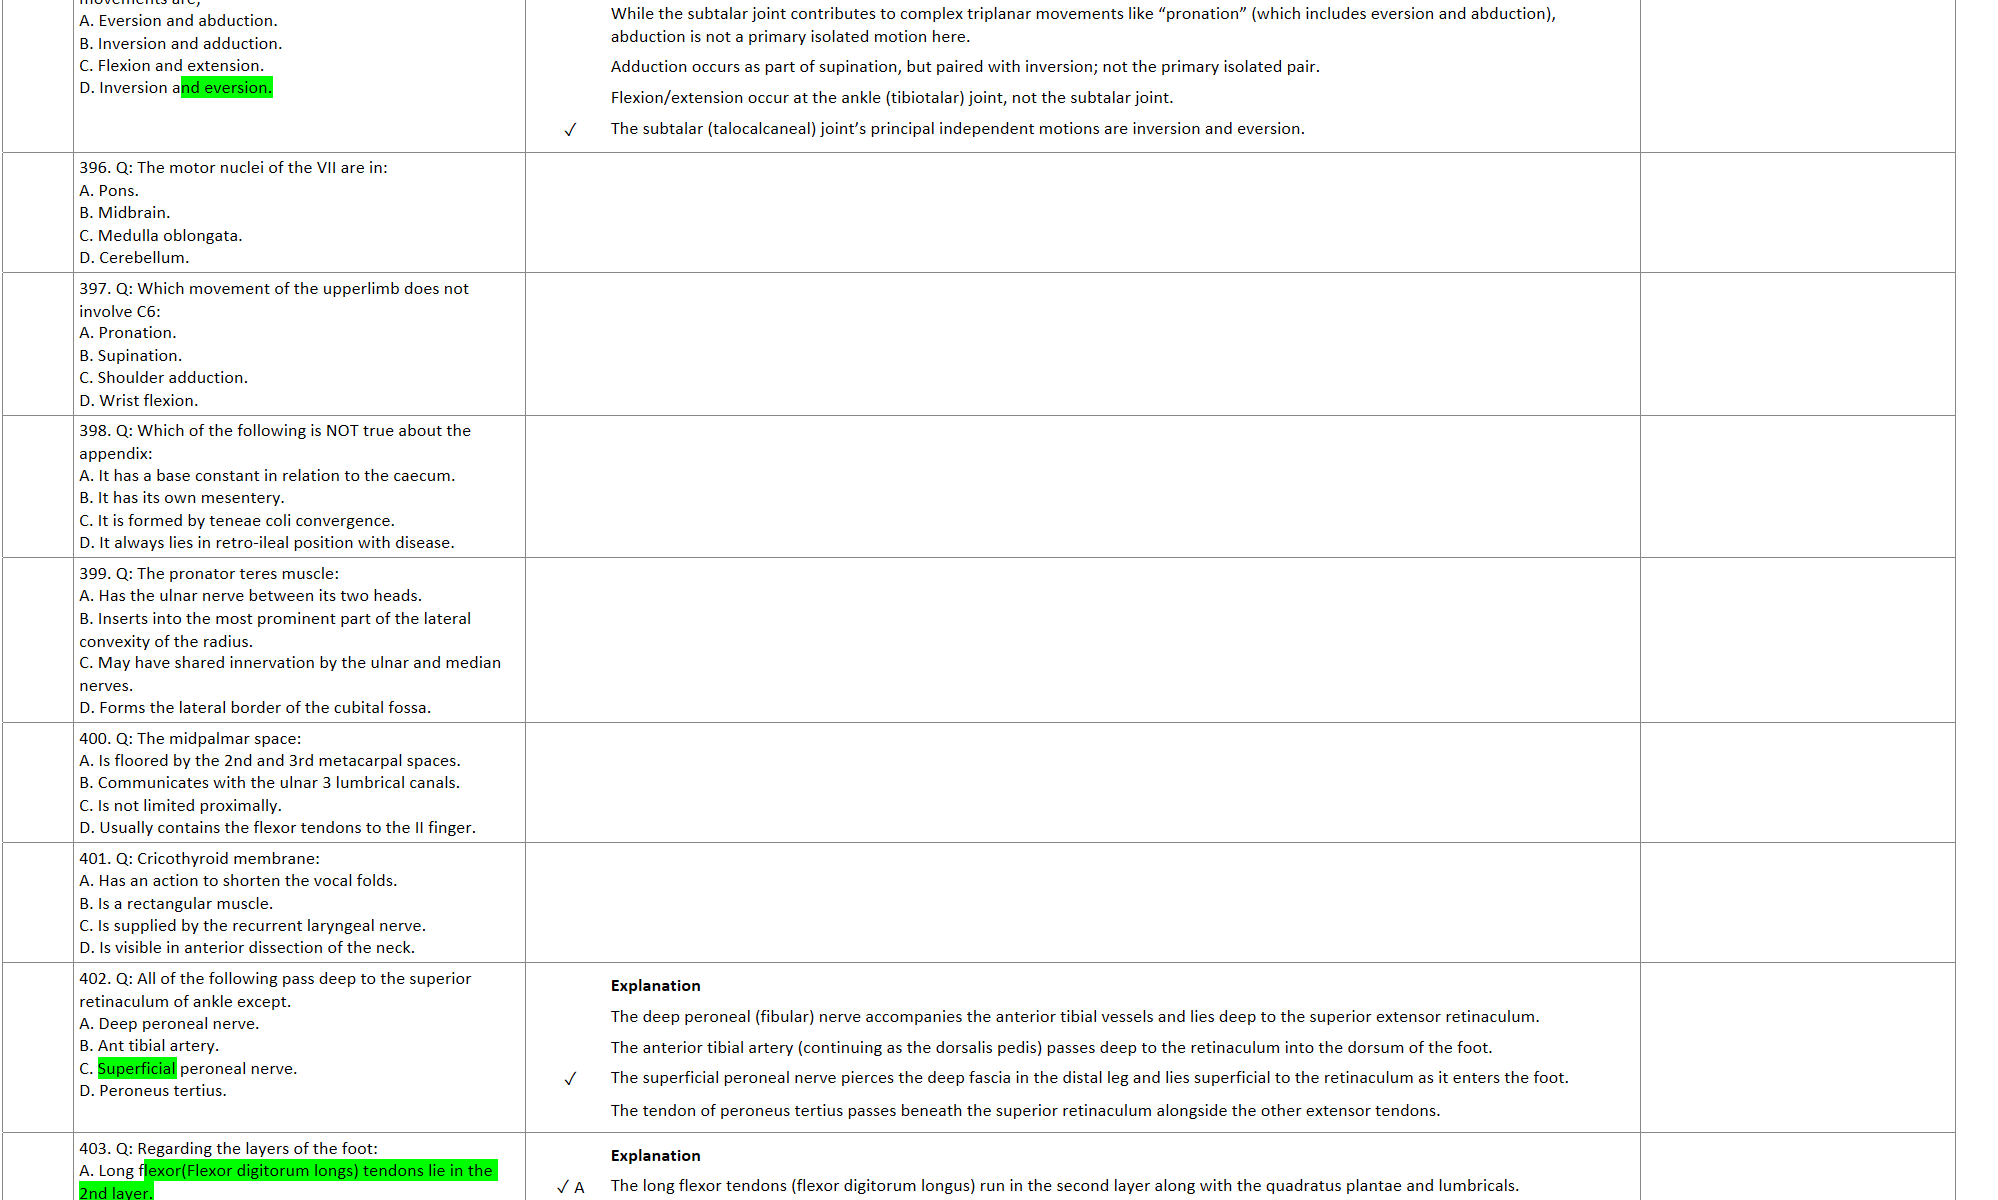 movements are;
A. Eversion and abduction.
B. Inversion and adduction.
C. Flexion and extension.
D. Inversion and eversion.
While the subtalar joint contributes to complex triplanar movements like “pronation” (which includes eversion and abduction),
abduction is not a primary isolated motion here.
Adduction occurs as part of supination, but paired with inversion; not the primary isolated pair.
Flexion/extension occur at the ankle (tibiotalar) joint, not the subtalar joint.
✓ The subtalar (talocalcaneal) joint’s principal independent motions are inversion and eversion.
396. Q: The motor nuclei of the VII are in:
A. Pons.
B. Midbrain.
C. Medulla oblongata.
D. Cerebellum.
397. Q: Which movement of the upperlimb does not
involve C6:
A. Pronation.
B. Supination.
C. Shoulder adduction.
D. Wrist flexion.
398. Q: Which of the following is NOT true about the
appendix:
A. It has a base constant in relation to the caecum.
B. It has its own mesentery.
C. It is formed by teneae coli convergence.
D. It always lies in retro-ileal position with disease.
399. Q: The pronator teres muscle:
A. Has the ulnar nerve between its two heads.
B. Inserts into the most prominent part of the lateral
convexity of the radius.
C. May have shared innervation by the ulnar and median
nerves.
D. Forms the lateral border of the cubital fossa.
400. Q: The midpalmar space:
A. Is floored by the 2nd and 3rd metacarpal spaces.
B. Communicates with the ulnar 3 lumbrical canals.
C. Is not limited proximally.
D. Usually contains the flexor tendons to the II finger.
401. Q: Cricothyroid membrane:
A. Has an action to shorten the vocal folds.
B. Is a rectangular muscle.
C. Is supplied by the recurrent laryngeal nerve.
D. Is visible in anterior dissection of the neck.
402. Q: All of the following pass deep to the superior
retinaculum of ankle except.
A. Deep peroneal nerve.
B. Ant tibial artery.
C. Superficial peroneal nerve.
D. Peroneus tertius.
Explanation
The deep peroneal (fibular) nerve accompanies the anterior tibial vessels and lies deep to the superior extensor retinaculum.
The anterior tibial artery (continuing as the dorsalis pedis) passes deep to the retinaculum into the dorsum of the foot.
✓ The superficial peroneal nerve pierces the deep fascia in the distal leg and lies superficial to the retinaculum as it enters the foot.
The tendon of peroneus tertius passes beneath the superior retinaculum alongside the other extensor tendons.
403. Q: Regarding the layers of the foot:
A. Long flexor(Flexor digitorum longs) tendons lie in the
2nd layer.
Explanation
✓ A The long flexor tendons (flexor digitorum longus) run in the second layer along with the quadratus plantae and lumbricals.